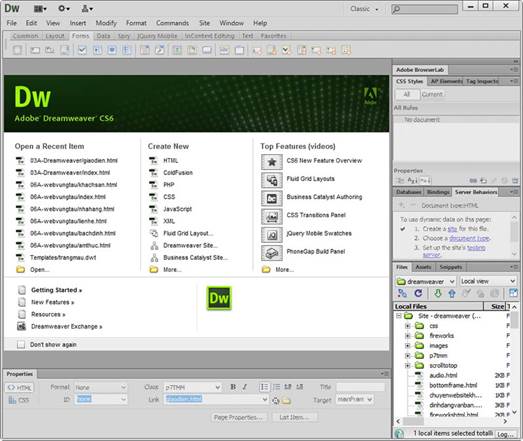 Dw
Classic
File Edit View Insert Modify Format Commands Site Window Help
Common Layout Forms Data Spry jQuery Mobile InContext Editing Text Favorites
Dw
Adobe Dreamweaver CS6
Adobe
Open a Recent Item
03A-Dreamweaver/giaodien.html
03A-Dreamweaver/index.html
06A-webvungtau/khachsan.html
06A-webvungtau/index.html
06A-webvungtau/nhahang.html
06A-webvungtau/lienhe.html
06A-webvungtau/bachdinh.html
06A-webvungtau/amthuc.html
Templates/trangmau.dwt
Open...
Create New
HTML
ColdFusion
PHP
CSS
JavaScript
XML
Fluid Grid Layout...
Dreamweaver Site...
Business Catalyst Site...
More...
Top Features (videos)
CS6 New Feature Overview
Fluid Grid Layouts
Business Catalyst Authoring
CSS Transitions Panel
jQuery Mobile Swatches
PhoneGap Build Panel
More...
Getting Started »
New Features »
Resources »
Dreamweaver Exchange »
Dw
Don't show again
Properties
HTML
CSS
Format None
ID None
Class p7TMM
Link giaodien.html
B I
Title
Target mainFram
Page Properties...
List Item...
Adobe BrowserLab
CSS Styles AP Elements Tag Inspecto
All Current
All Rules
No document
Properties
Databases Bindings Server Behaviors
Document type:HTML
To use dynamic data on this page:
1. Create a site for this file.
2. Choose a document type.
3. Set up the site's testing
server.
Files Assets Snippets
dreamweaver Local view
Local Files Size T
Site - dreamweaver (... F
css F
fireworks F
images F
p7tmm F
scrolltotop F
audio.html 1KB F
bottomframe.html 1KB F
chuyenwebsitekh...
dinhdangvanban...
fireworkshtml.html
1 local items selected totalli Log...